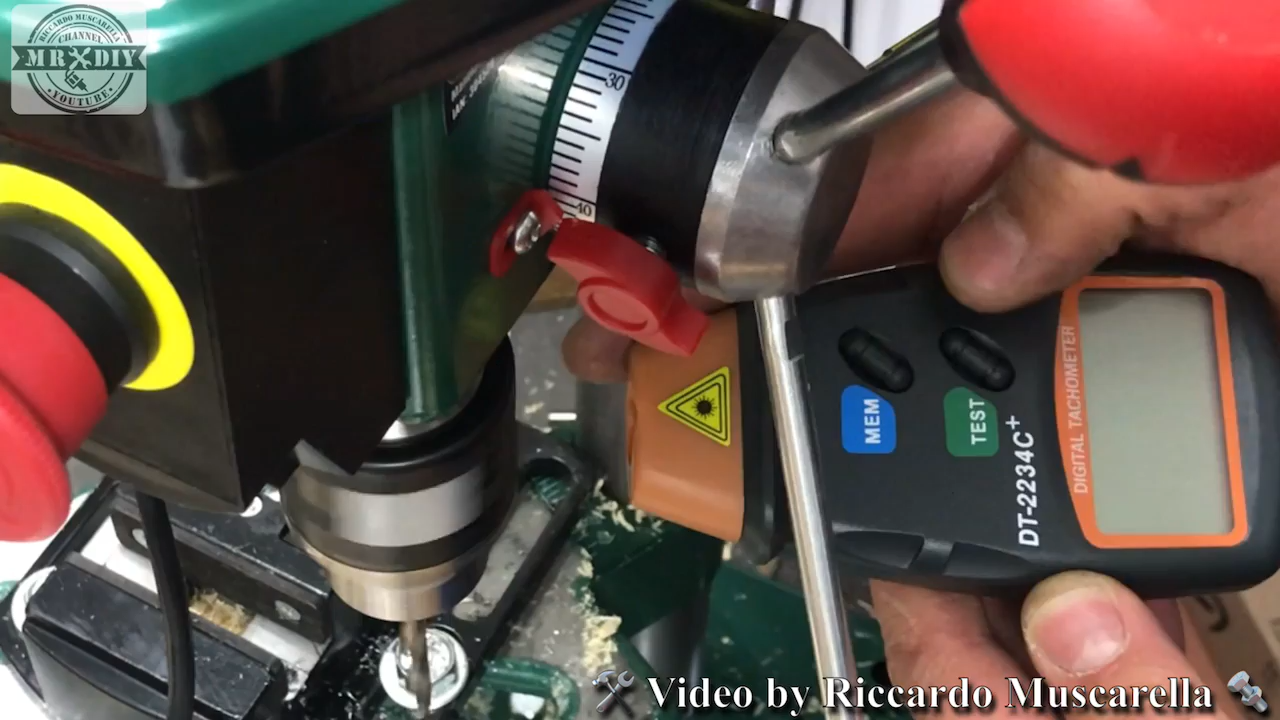 RICCARDO MUSCARELLA
CHANNEL
MR DIY
YOUTUBE
30
40
MEM
TEST
DT-2234C+
DIGITAL TACHOMETER
Video by Riccardo Muscarella